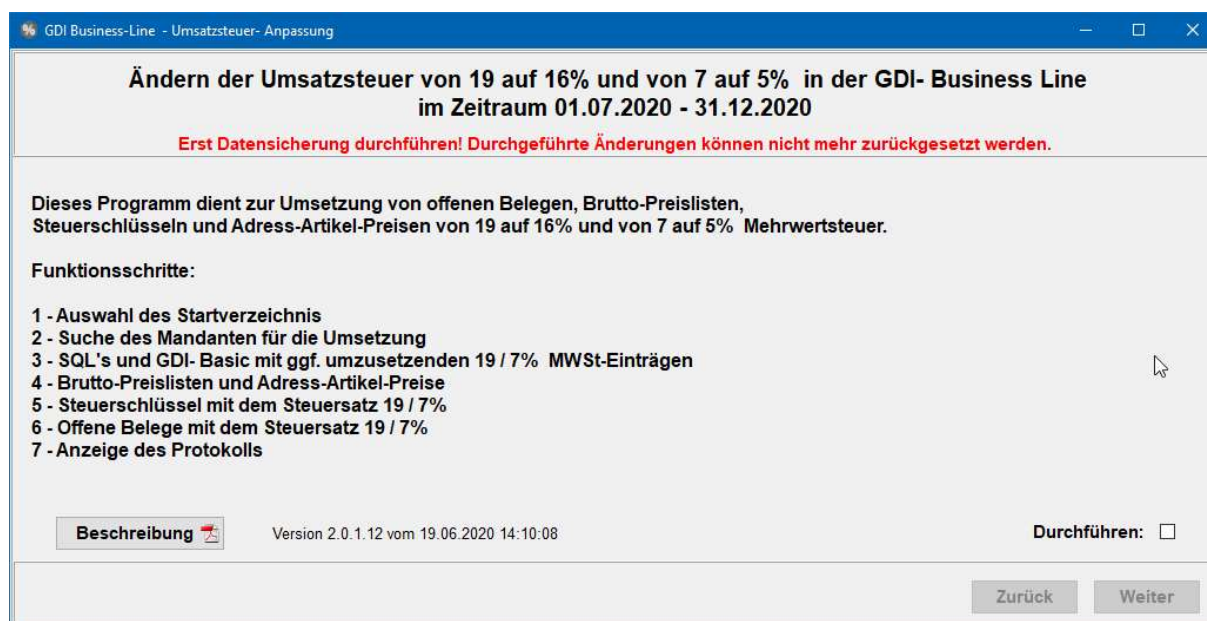 GDI Business-Line - Umsatzsteuer- Anpassung
Ändern der Umsatzsteuer von 19 auf 16% und von 7 auf 5% in der GDI- Business Line
im Zeitraum 01.07.2020 - 31.12.2020
Erst Datensicherung durchführen! Durchgeführte Änderungen können nicht mehr zurückgesetzt werden.
Dieses Programm dient zur Umsetzung von offenen Belegen, Brutto-Preislisten,
Steuerschlüsseln und Adress-Artikel-Preisen von 19 auf 16% und von 7 auf 5% Mehrwertsteuer.
Funktionsschritte:
1 - Auswahl des Startverzeichnis
2 - Suche des Mandanten für die Umsetzung
3 - SQL's und GDI- Basic mit ggf. umzusetzenden 19 / 7% MWSt-Einträgen
4 - Brutto-Preislisten und Adress-Artikel-Preise
5 - Steuerschlüssel mit dem Steuersatz 19 / 7%
6 - Offene Belege mit dem Steuersatz 19 / 7%
7 - Anzeige des Protokolls
Beschreibung Version 2.0.1.12 vom 19.06.2020 14:10:08 Durchführen:
Zurück Weiter